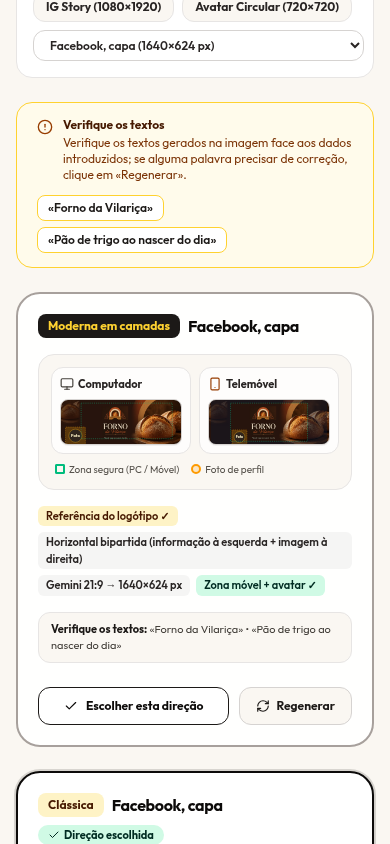 IG Story (1080×1920)
Avatar Circular (720×720)
Facebook, capa (1640×624 px)
Verifique os textos
Verifique os textos gerados na imagem face aos dados
introduzidos; se alguma palavra precisar de correção,
clique em «Regenerar».
«Forno da Vilariça»
«Pão de trigo ao nascer do dia»
Moderna em camadas
Facebook, capa
Computador
Telemóvel
FORNO
Foto
FORNO
Foto
Zona segura (PC / Móvel)
Foto de perfil
Referência do logótipo ✓
Horizontal bipartida (informação à esquerda + imagem à
direita)
Gemini 21:9 → 1640×624 px
Zona móvel + avatar ✓
Verifique os textos: «Forno da Vilariça» • «Pão de trigo ao
nascer do dia»
Escolher esta direção
Regenerar
Clássica
Facebook, capa
Direção escolhida